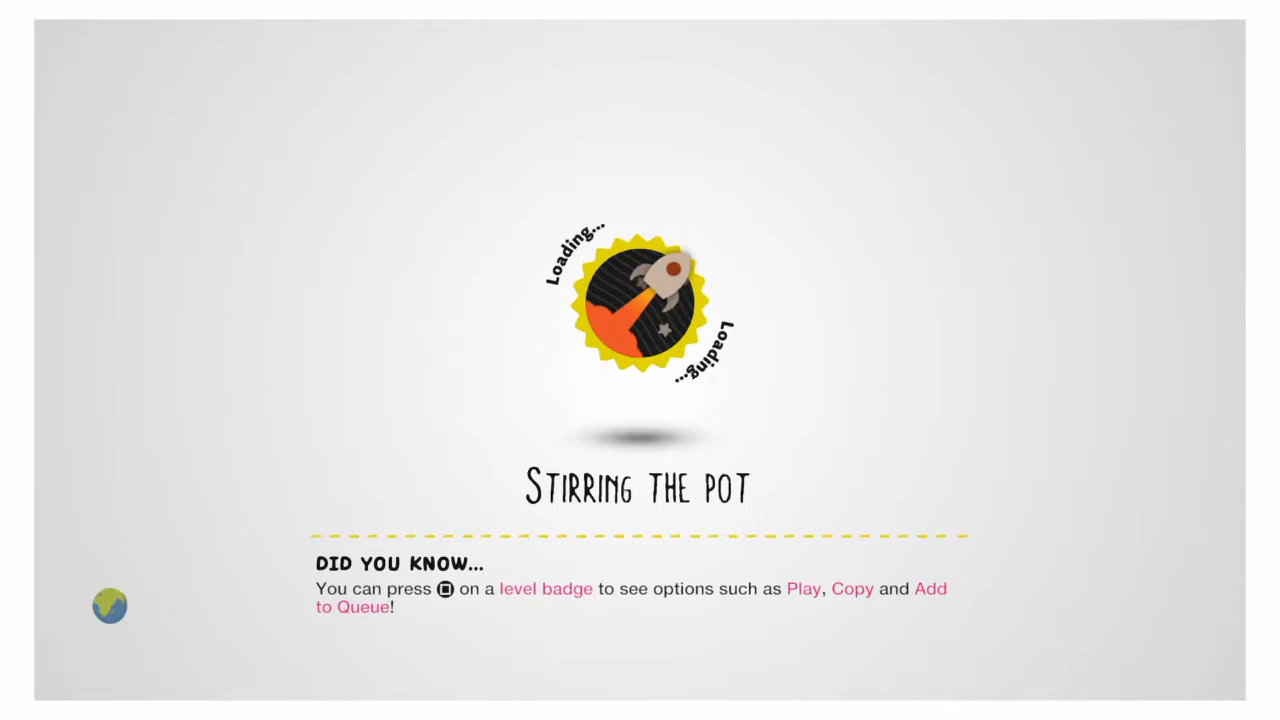 Loading...
Loading...
STIRRING THE POT
DID YOU KNOW...
You can press on a level badge to see options such as Play, Copy and Add
to Queue!